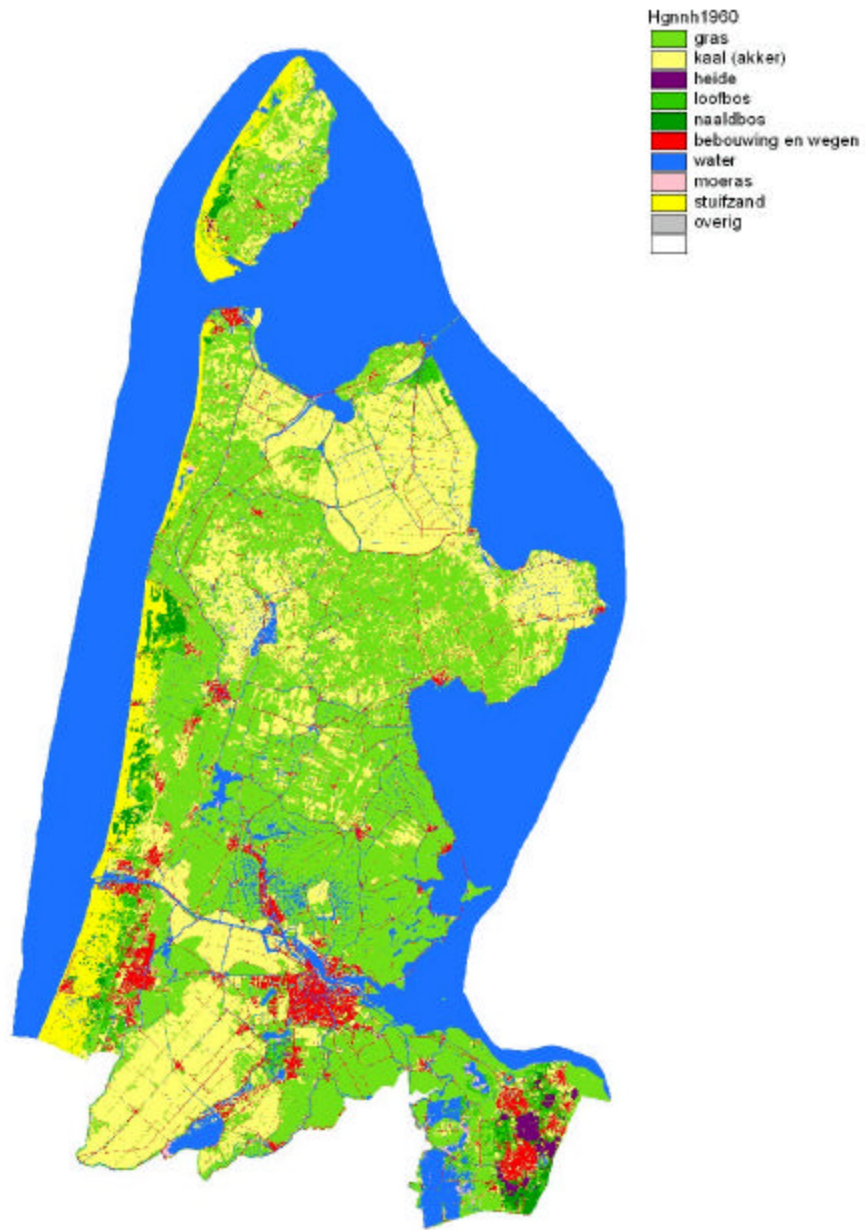 Hgnnh1960
gras
kaal (akker)
heide
loofbos
naaldbos
bebouwing en wegen
water
moeras
stuifzand
overig